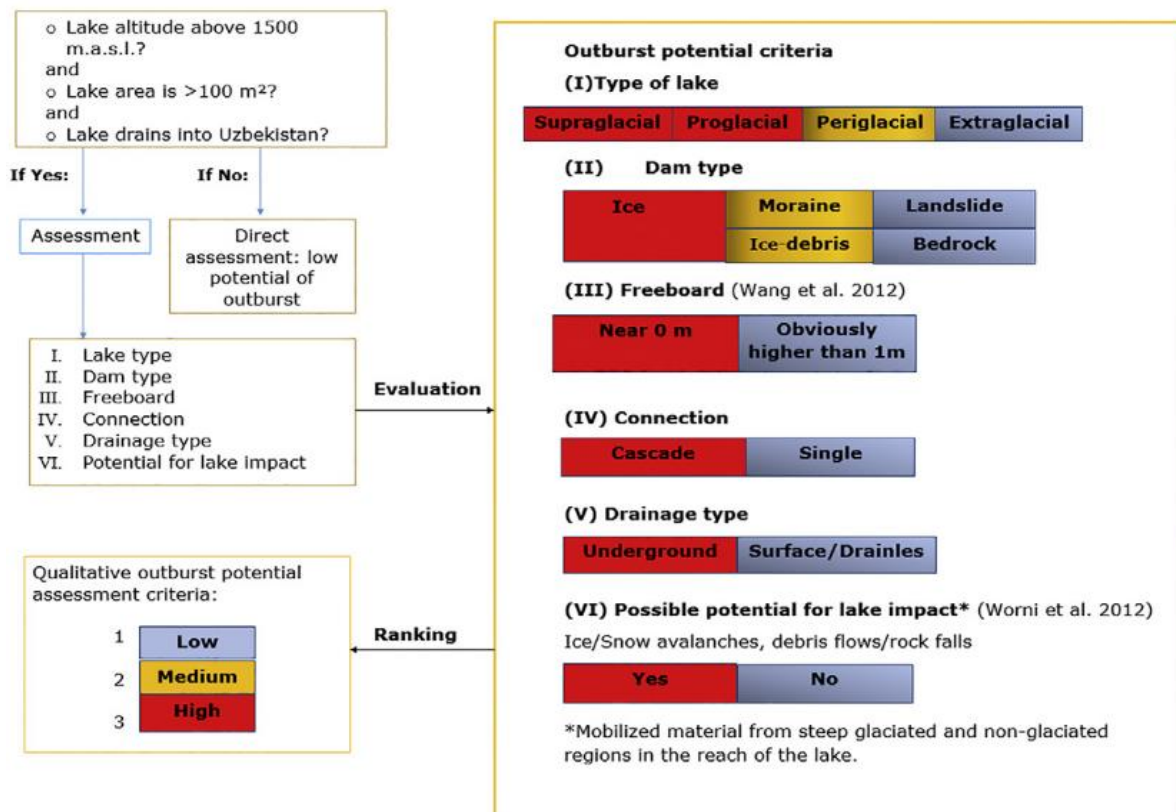 o Lake altitude above 1500
m.a.s.l.?
and
o Lake area is >100 m²?
and
o Lake drains into Uzbekistan?
If Yes:
If No:
Assessment
Direct
assessment: low
potential of
outburst
I. Lake type
II. Dam type
III. Freeboard
IV. Connection
V. Drainage type
VI. Potential for lake impact
Evaluation
Outburst potential criteria
(I)Type of lake
Supraglacial Proglacial Periglacial Extraglacial
(II) Dam type
Ice Moraine Landslide
Ice-debris Bedrock
(III) Freeboard (Wang et al. 2012)
Near 0 m Obviously
higher than 1m
(IV) Connection
Cascade Single
(V) Drainage type
Underground Surface/Drainles
(VI) Possible potential for lake impact* (Worni et al. 2012)
Ice/Snow avalanches, debris flows/rock falls
Yes No
*Mobilized material from steep glaciated and non-glaciated
regions in the reach of the lake.
Ranking
Qualitative outburst potential
assessment criteria:
1 Low
2 Medium
3 High